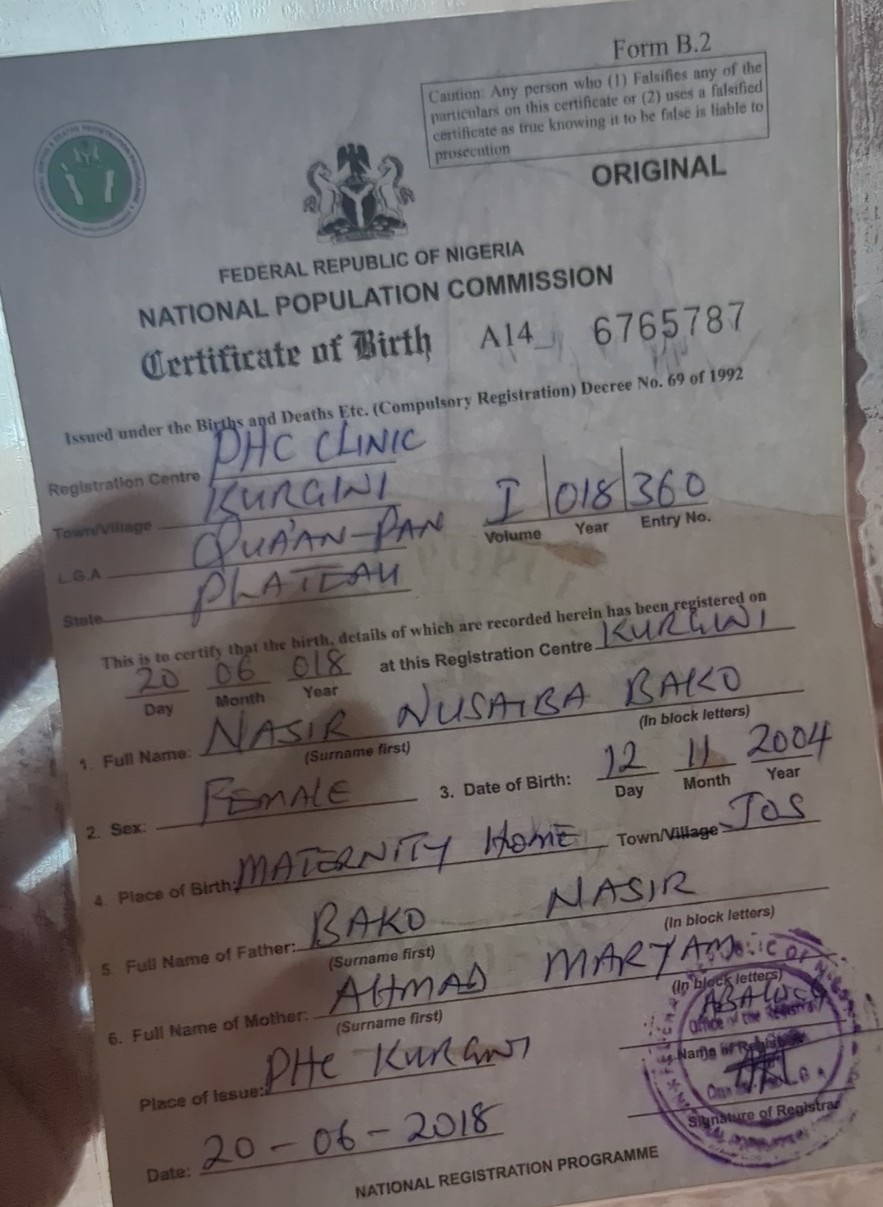 Form B.2
Caution: Any person who (1) Falsifies any of the
particulars on this certificate or (2) uses a falsified
certificate as true knowing it to be false is liable to
prosecution
ORIGINAL
FEDERAL REPUBLIC OF NIGERIA
NATIONAL POPULATION COMMISSION
Certificate of Birth A14 6765787
Issued under the Births and Deaths Etc. (Compulsory Registration) Decree No. 69 of 1992
Registration Centre PHC CLINIC
Town/Village KURGINI
L.G.A QUA'AN-PAN
I 018 360
Volume Year Entry No.
State PLATEAU
This is to certify that the birth, details of which are recorded herein has been registered on
20 06 018 at this Registration Centre KURGWI
Day Month Year
1. Full Name: NASIR NUSAIBA BAKO
(Surname first) (In block letters)
2. Sex: FEMALE 3. Date of Birth: 12 11 2004
Day Month Year
4. Place of Birth: MATERNITY HOME Town/Village JOS
5. Full Name of Father: BAKO NASIR
(Surname first) (In block letters)
6. Full Name of Mother: AHMAD MARYAM
(Surname first) (In block letters)
Office of the
Name of Registrar
Place of Issue: PHC KURGWI
Signature of Registrar
Date: 20-06-2018
NATIONAL REGISTRATION PROGRAMME